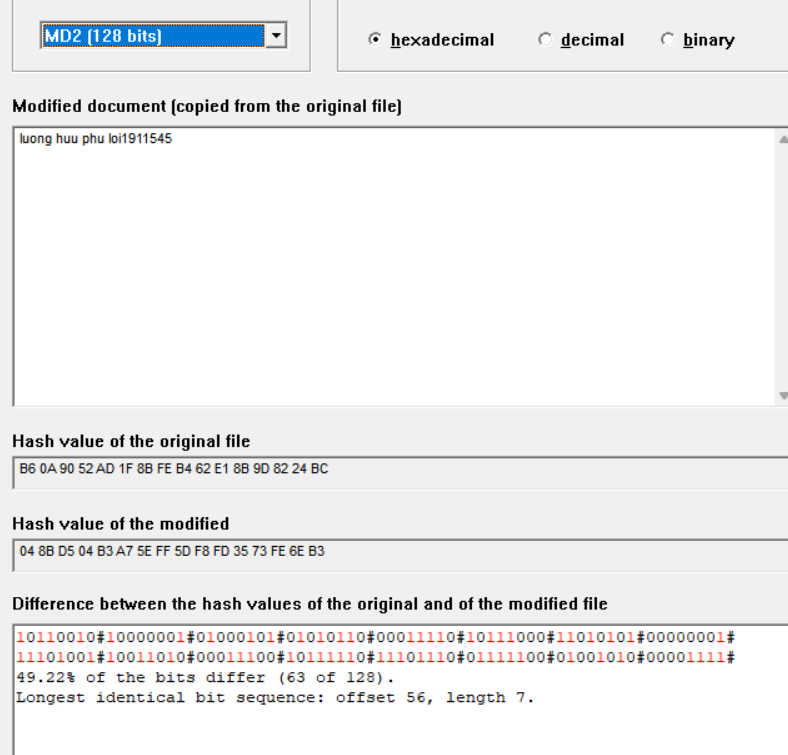 MD2 (128 bits)
hexadecimal decimal binary
Modified document (copied from the original file)
luong huu phu loi1911545
Hash value of the original file
B6 0A 90 52 AD 1F 8B FE B4 62 E1 8B 9D 82 24 BC
Hash value of the modified
04 8B D5 04 B3 A7 5E FF 5D F8 FD 35 73 FE 6E B3
Difference between the hash values of the original and of the modified file
10110010#10000001#01000101#01010110#00011110#10111000#11010101#00000001#
11101001#10011010#00011100#10111110#11101110#01111100#01001010#00001111#
49.22% of the bits differ (63 of 128).
Longest identical bit sequence: offset 56, length 7.